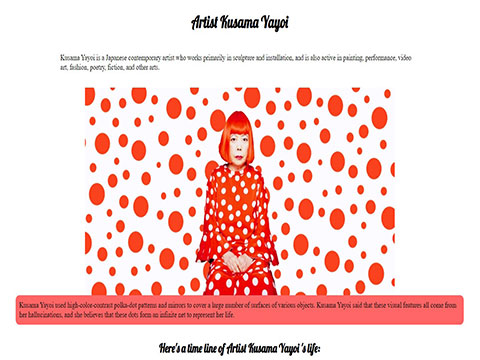 Artist Kusama Yayoi
Kusama Yayoi is a Japanese contemporary artist who works primarily in sculpture and installation, and is also active in painting, performance, video
art, fashion, poetry, fiction, and other arts.
Kusama Yayoi used high-color-contrast polka-dot patterns and mirrors to cover a large number of surfaces of various objects. Kusama Yayoi said that these visual features all come from
her hallucinations, and she believes that these dots form an infinite net to represent her life.
Here's a time line of Artist Kusama Yayoi's life: